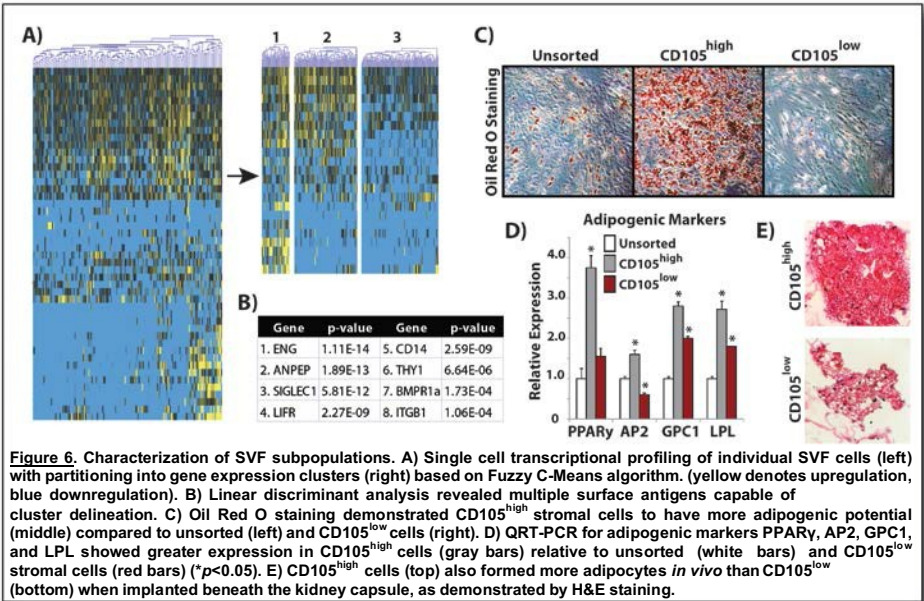 A)
1 2 3
B)
Gene p-value Gene p-value
1. ENG 1.11E-14 5. CD14 2.59E-09
2. ANPEP 1.89E-13 6. THY1 6.64E-06
3. SIGLEC1 5.81E-12 7. BMPR1a 1.73E-04
4. LIFR 2.27E-09 8. ITGB1 1.06E-04
C)
Unsorted CD105high CD105low
Oil Red O Staining
D)
Adipogenic Markers
Unsorted
CD105high
CD105low
Relative Expression
4.0
3.0
2.0
1.0
0
* * * * * * *
PPARγ AP2 GPC1 LPL
E)
CD105high
CD105low
Figure 6. Characterization of SVF subpopulations. A) Single cell transcriptional profiling of individual SVF cells (left)
with partitioning into gene expression clusters (right) based on Fuzzy C-Means algorithm. (yellow denotes upregulation,
blue downregulation). B) Linear discriminant analysis revealed multiple surface antigens capable of
cluster delineation. C) Oil Red O staining demonstrated CD105high stromal cells to have more adipogenic potential
(middle) compared to unsorted (left) and CD105low cells (right). D) QRT-PCR for adipogenic markers PPARγ, AP2, GPC1,
and LPL showed greater expression in CD105high cells (gray bars) relative to unsorted (white bars) and CD105low
stromal cells (red bars) (*p<0.05). E) CD105high cells (top) also formed more adipocytes in vivo than CD105low
(bottom) when implanted beneath the kidney capsule, as demonstrated by H&E staining.